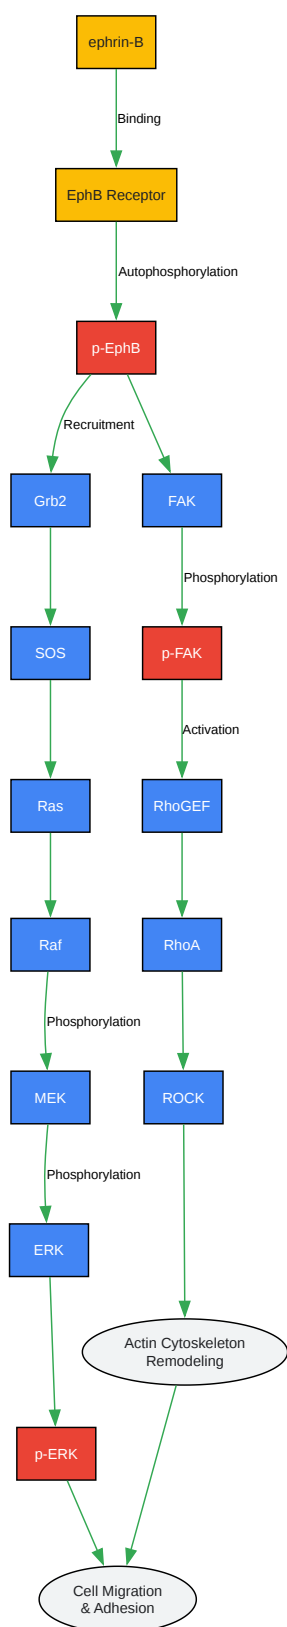 ephrin-B
Binding
EphB Receptor
Autophosphorylation
p-EphB
Recruitment
Grb2
FAK
Phosphorylation
SOS
p-FAK
Activation
Ras
RhoGEF
Raf
RhoA
Phosphorylation
MEK
ROCK
Phosphorylation
ERK
Actin Cytoskeleton
Remodeling
p-ERK
Cell Migration
& Adhesion